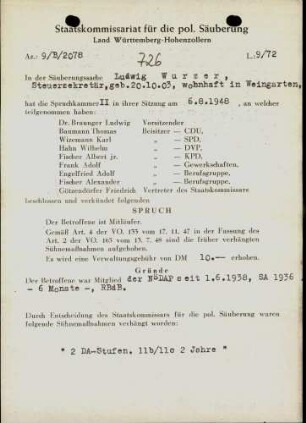 Staatskommissariat für die pol. Säuberung
Land Württemberg-Hohenzollern
Az.: 9/B/2078
726
L.9/72
In der Säuberungssache Ludwig Wurzer,
Steuersekretär, geb.20.10.03, wohnhaft in Weingarten,
hat die Spruchkammer II in ihrer Sitzung am 6.8.1948 , an welcher
teilgenommen haben:
Dr. Brauger Ludwig Vorsitzender
Baumann Thomas Beisitzer — CDU,
Wizemann Karl „ — SPD,
Hahn Wilhelm „ — DVP,
Fischer Albert jr. „ — KPD,
Frank Adolf „ — Gewerkschaften,
Engelfried Adolf „ — Berufsgruppe,
Fischer Alexander „ — Berufsgruppe,
Gützendörfer Friedrich Vertreter des Staatskommissars
beschlossen und verkündet folgenden
SPRUCH
Der Betroffene ist Mitläufer.
Gemäß Art. 4 der VO. 133 vom 17. 11. 47 in der Fassung des
Art. 2 der VO. 165 vom 13. 7. 48 sind die früher verhängten
Sühnemaßnahmen aufgehoben.
Es wird eine Verwaltungsgebühr von DM 10.-- erhoben.
Gründe
Der Betroffene war Mitglied der NSDAP seit 1.6.1938, SA 1936
- 6 Monate -, RBdB.
Durch Entscheidung des Staatskommissars für die pol. Säuberung waren
folgende Sühnemaßnahmen verhängt worden:
" 2 DA-Stufen, 11b/11c 2 Jahre "